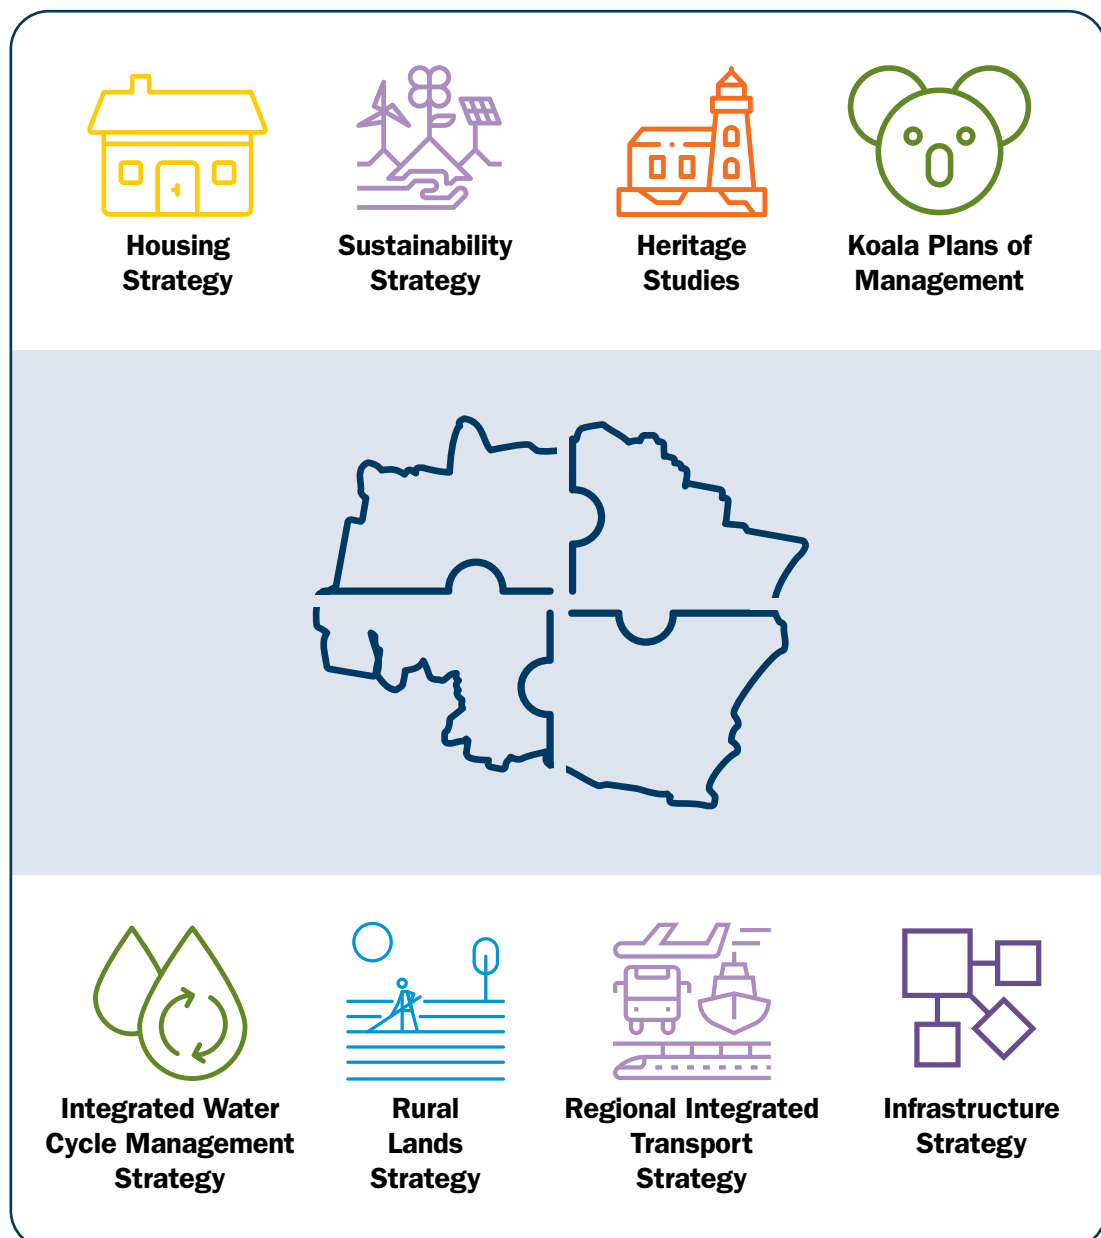 Housing
Strategy
Sustainability
Strategy
Heritage
Studies
Koala Plans of
Management
Integrated Water
Cycle Management
Strategy
Rural
Lands
Strategy
Regional Integrated
Transport
Strategy
Infrastructure
Strategy